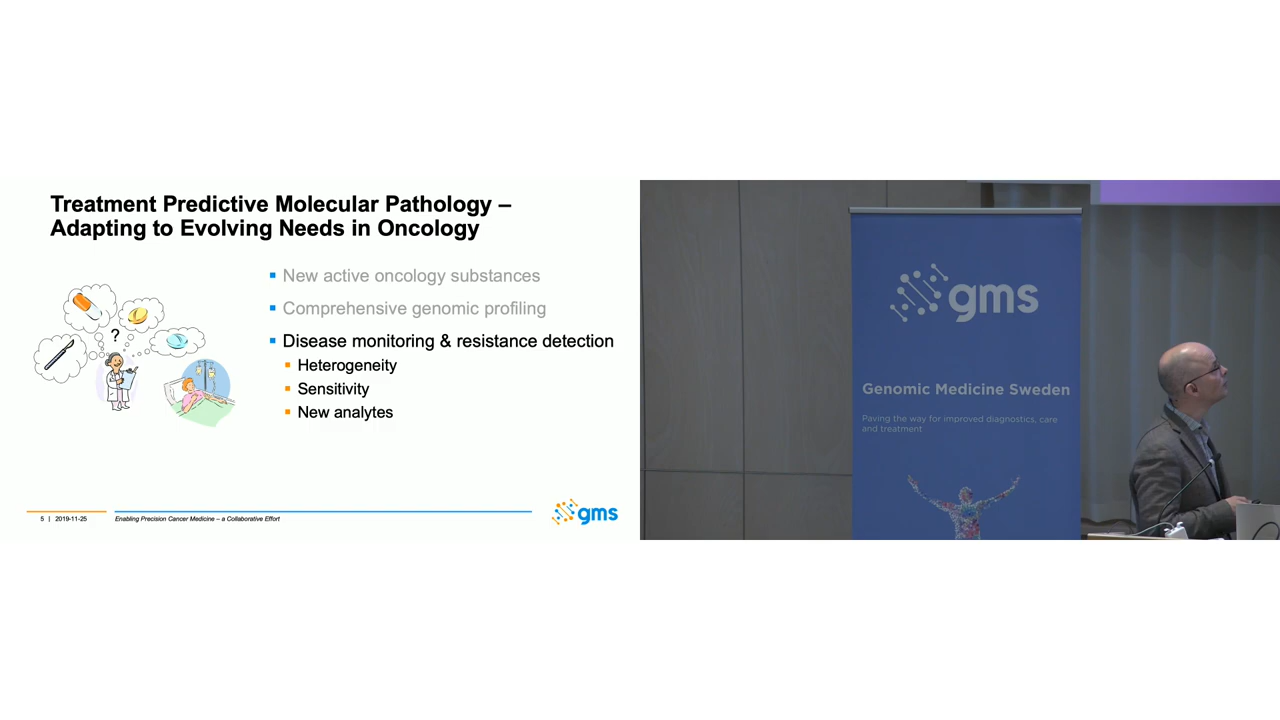 Treatment Predictive Molecular Pathology –
Adapting to Evolving Needs in Oncology
New active oncology substances
Comprehensive genomic profiling
Disease monitoring & resistance detection
Heterogeneity
Sensitivity
New analytes
?
5 | 2019-11-25
Enabling Precision Cancer Medicine – a Collaborative Effort
gms
gms
Genomic Medicine Sweden
Paving the way for improved diagnostics, care
and treatment